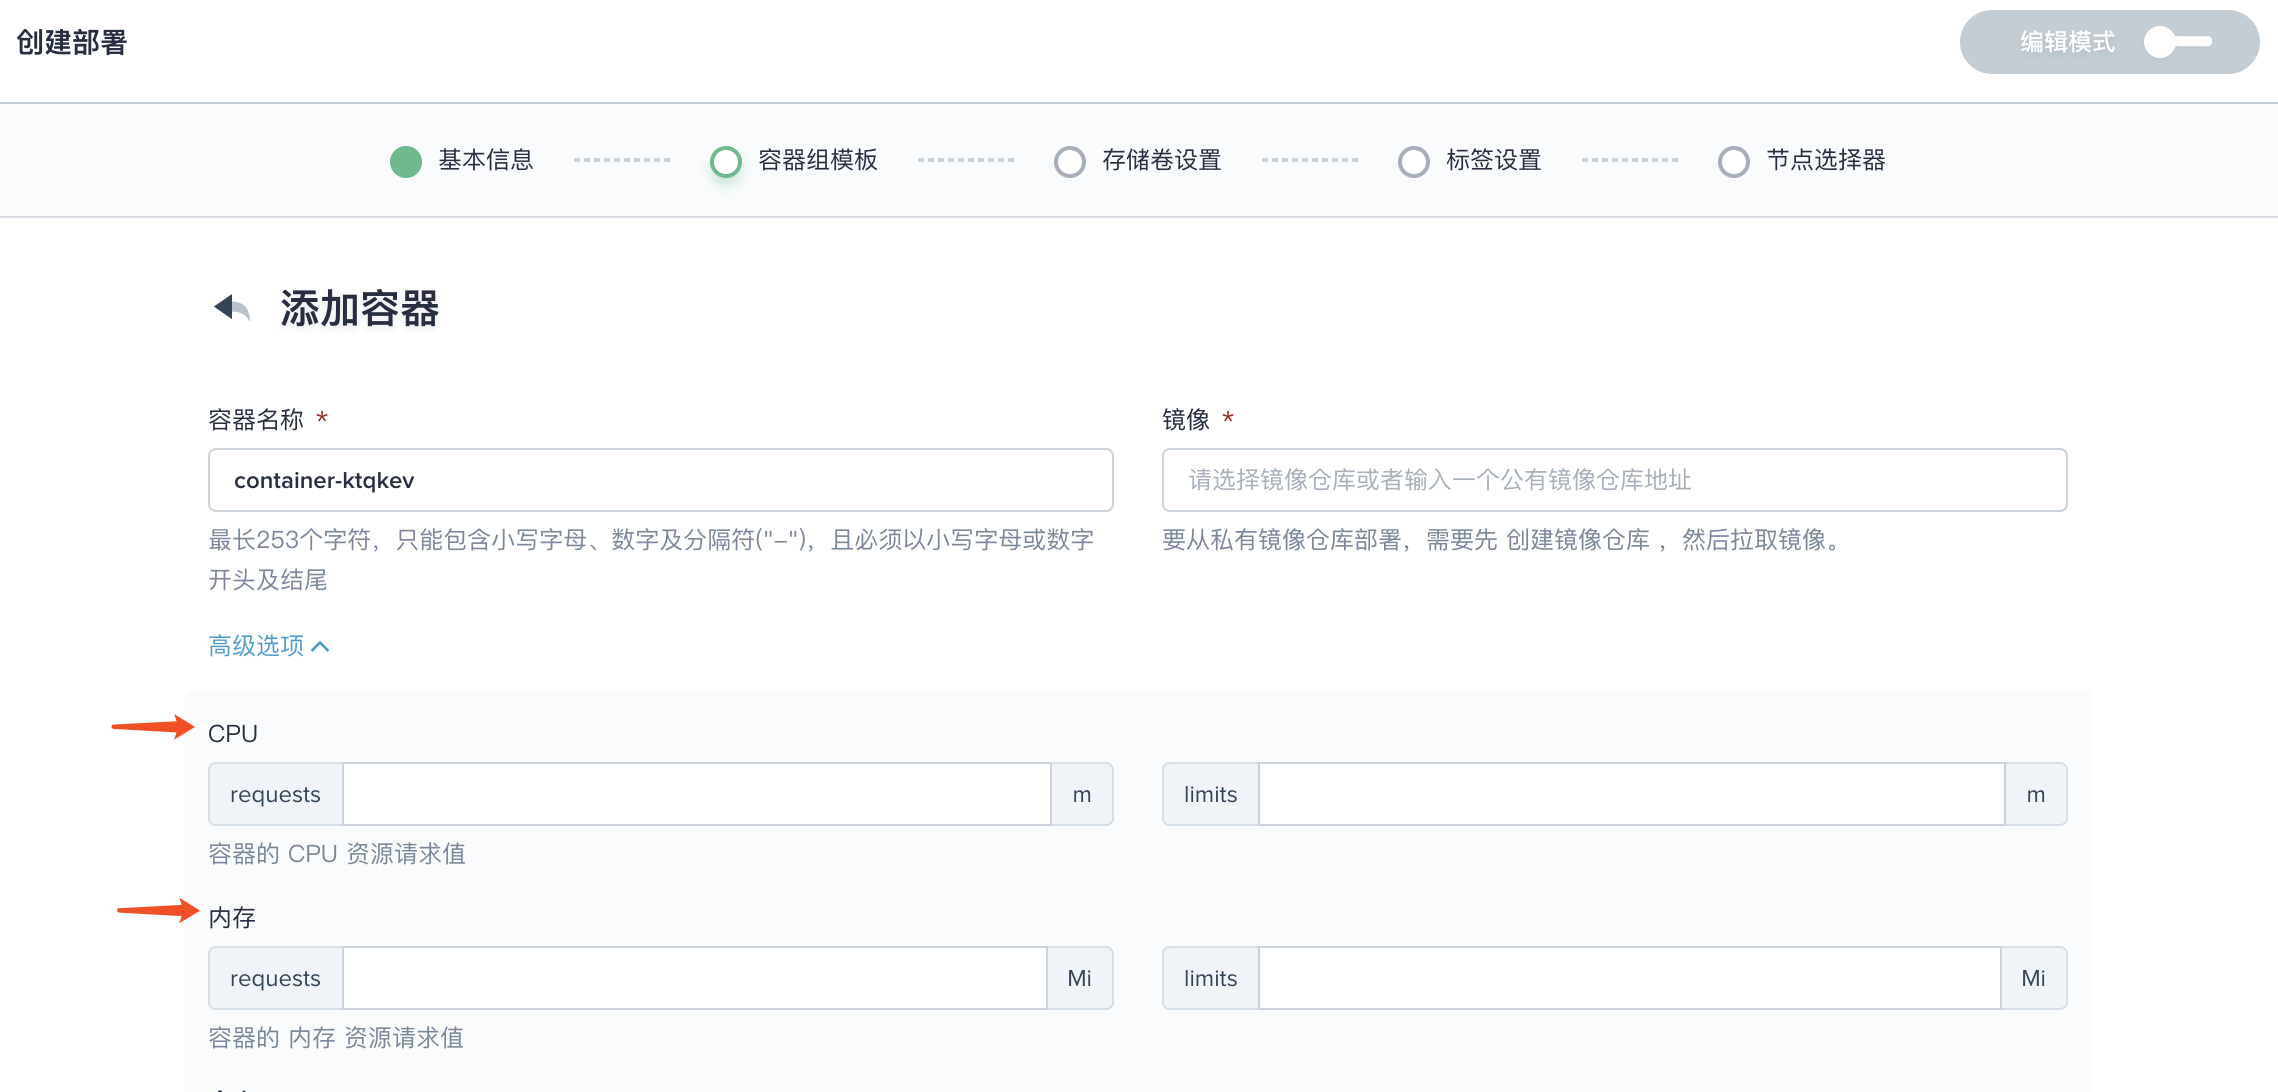 创建部署
编辑模式
基本信息
容器组模板
存储卷设置
标签设置
节点选择器
添加容器
容器名称 *
镜像 *
container-ktqkev
请选择镜像仓库或者输入一个公有镜像仓库地址
最长253个字符，只能包含小写字母、数字及分隔符("-")，且必须以小写字母或数字
开头及结尾
要从私有镜像仓库部署，需要先 创建镜像仓库 ，然后拉取镜像。
高级选项
CPU
requests
m
limits
m
容器的 CPU 资源请求值
内存
requests
Mi
limits
Mi
容器的 内存 资源请求值